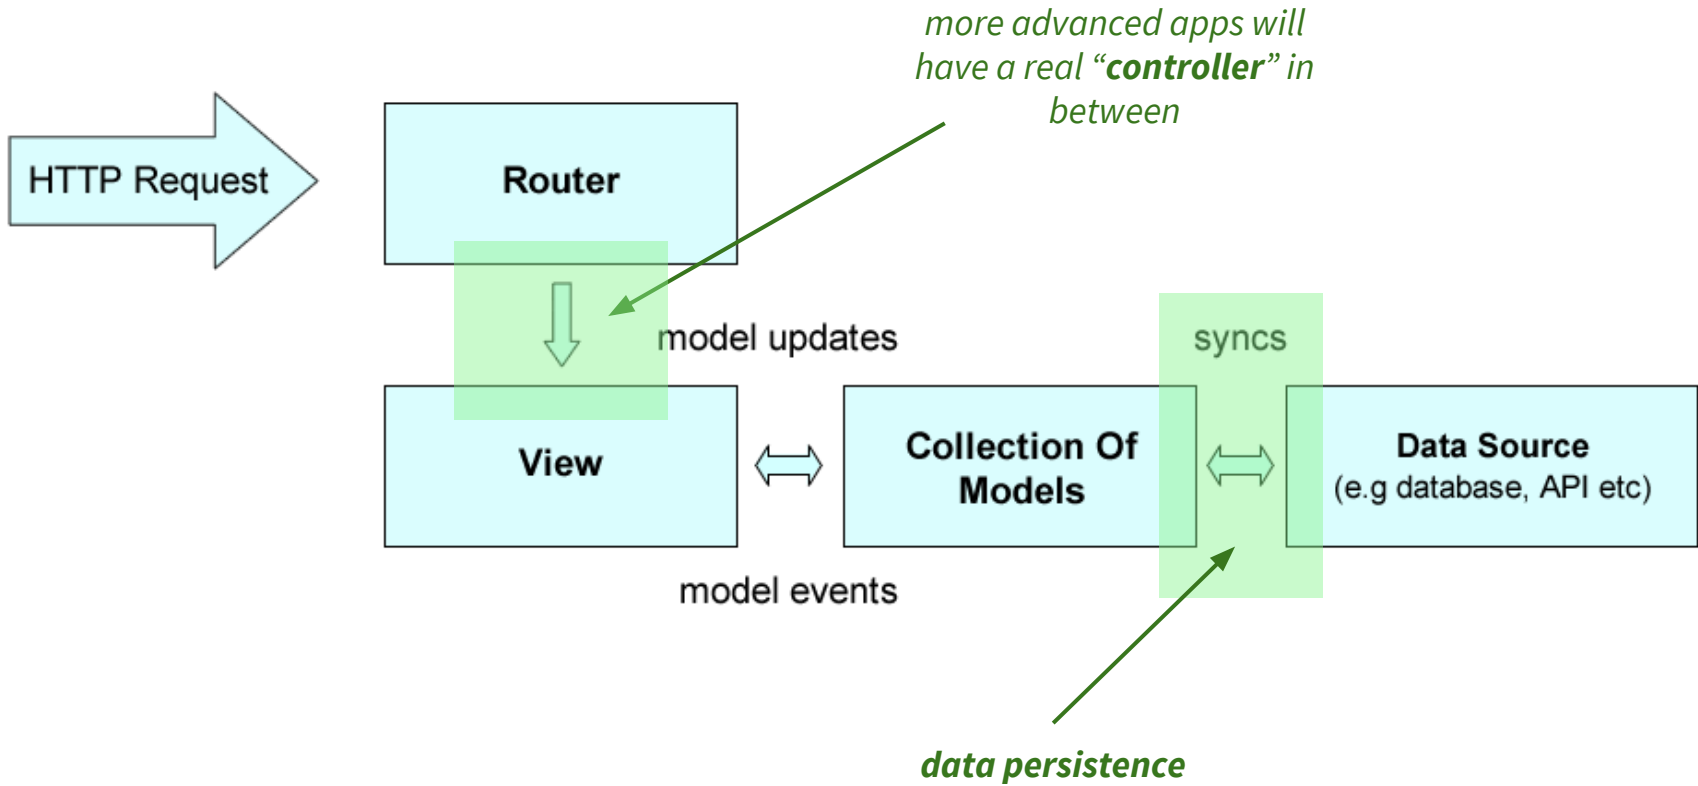 more advanced apps will
have a real “controller” in
between
HTTP Request
Router
model updates
syncs
View
Collection Of
Models
Data Source
(e.g database, API etc)
model events
data persistence